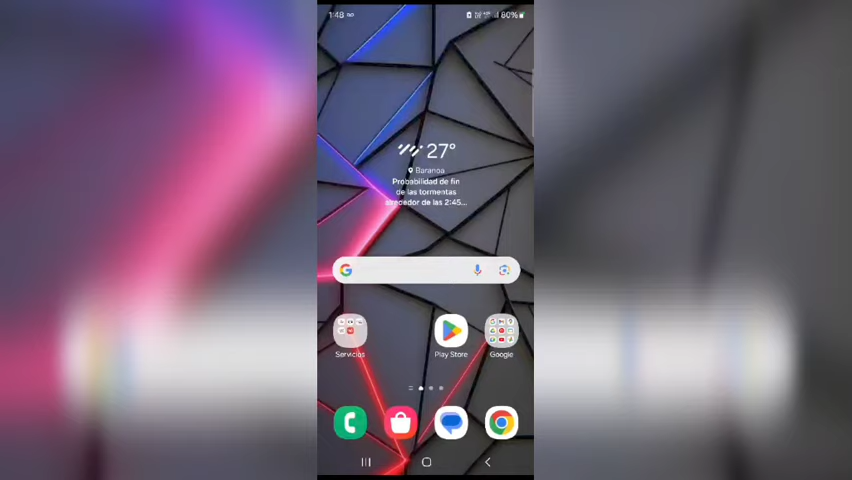 1:48
80%
27°
Baranoa
Probabilidad de fin
de las tormentas
alrededor de las 2:45...
Servicios
Play Store
Google